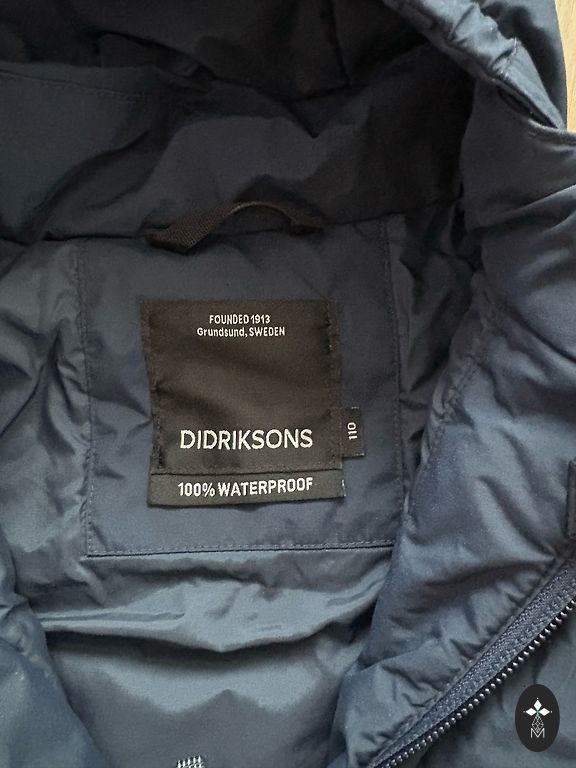 FOUNDED 1913
Grundsund, SWEDEN
DIDRIKSONS
110
100% WATERPROOF
M